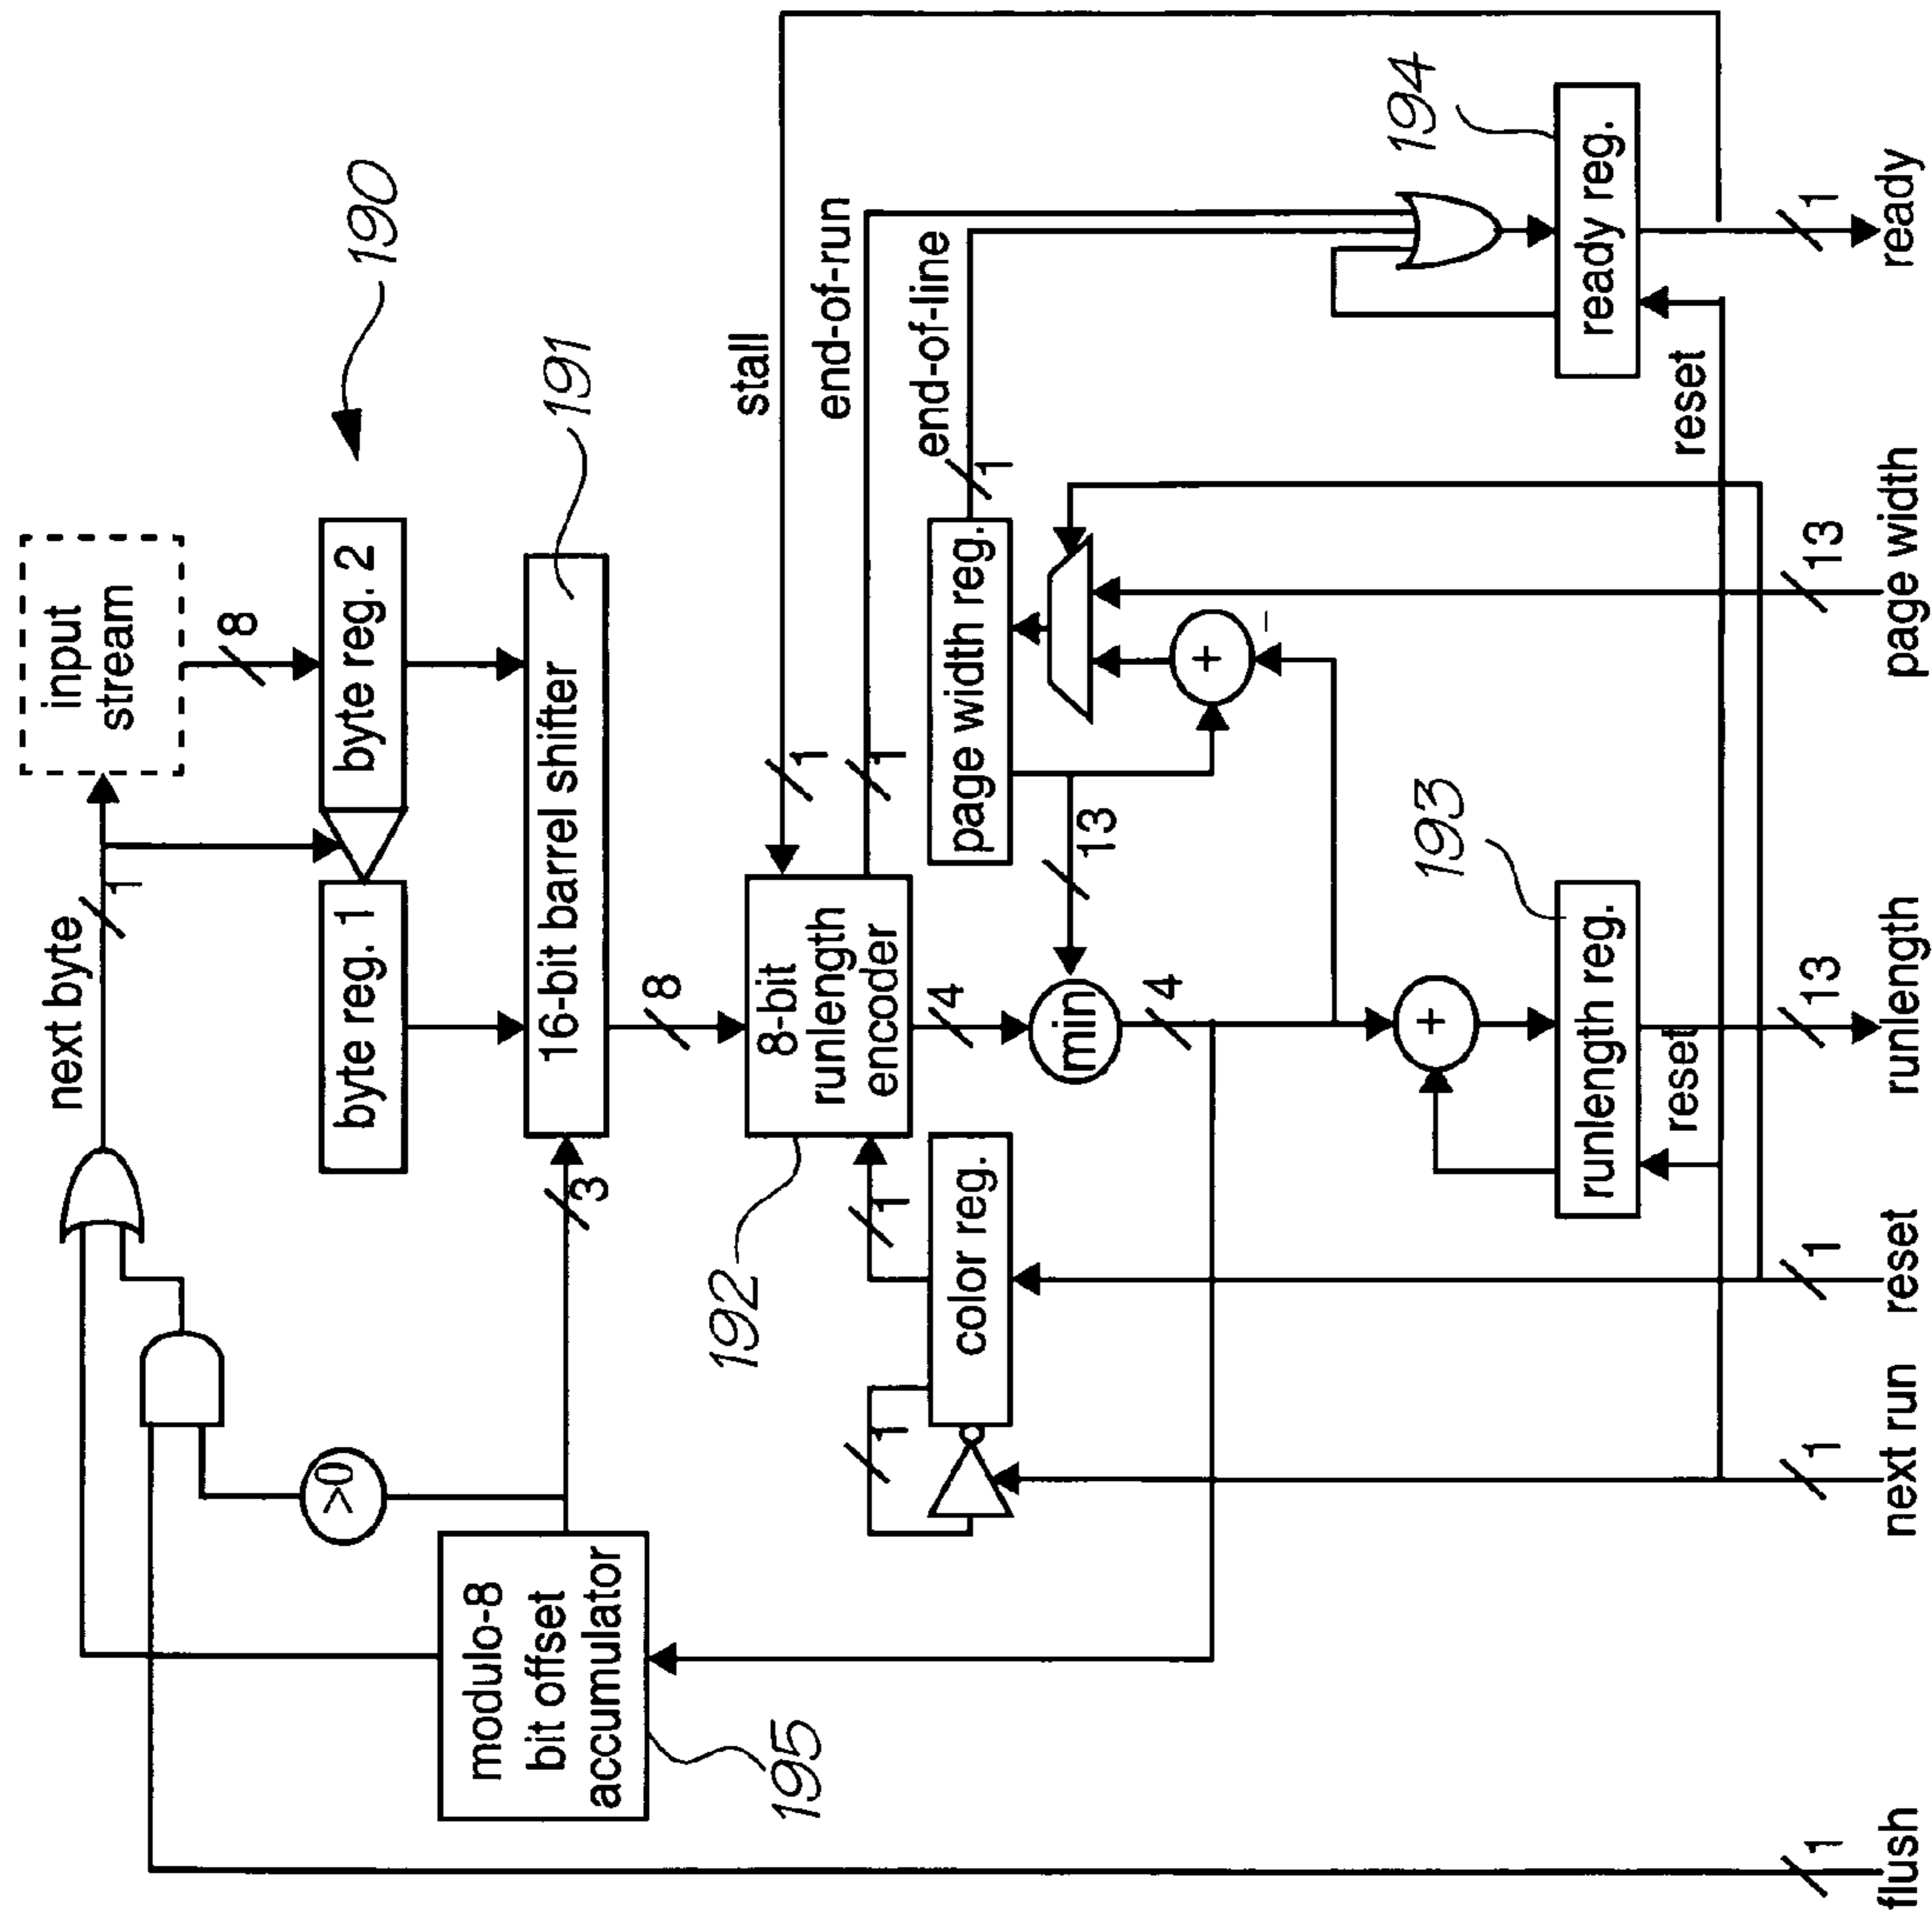 input
stream
190
8
next byte
1
byte reg. 1
byte reg. 2
16-bit barrel shifter
191
3
>0
modulo-8
bit offset
accumulator
195
8
stall
1
end-of-run
1
end-of-line
1
8-bit
runlength
encoder
192
1
color reg.
1
4
min
13
4
page width reg.
+
–
+
runlength reg.
193
reset
ready reg.
194
reset
1
flush
1
next run
1
reset
13
runlength
13
page width
1
ready